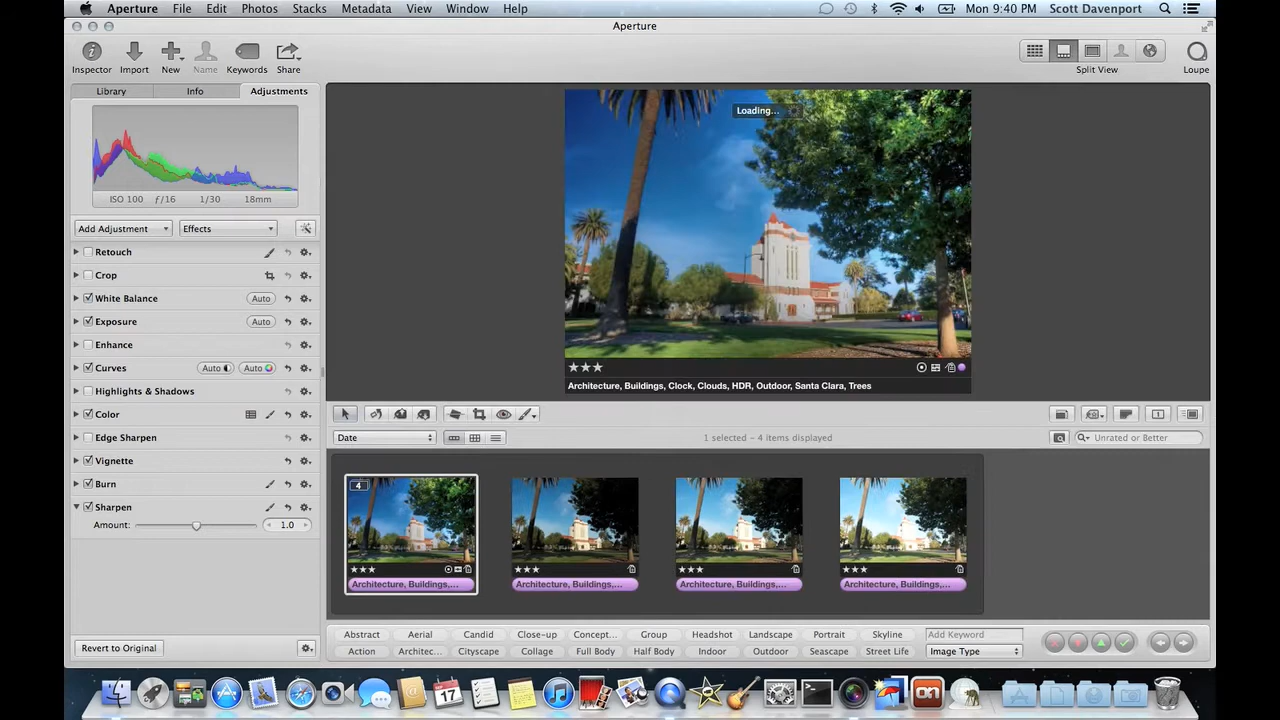 Aperture File Edit Photos Stacks Metadata View Window Help Mon 9:40 PM Scott Davenport
Aperture
Inspector Import New Name Keywords Share Split View Loupe
Library Info Adjustments
ISO 100 ƒ/16 1/30 18mm
Add Adjustment Effects
Retouch
Crop
White Balance Auto
Exposure Auto
Enhance
Curves Auto Auto
Highlights & Shadows
Color
Edge Sharpen
Vignette
Burn
Sharpen
Amount: 1.0
Revert to Original
Loading...
Architecture, Buildings, Clock, Clouds, HDR, Outdoor, Santa Clara, Trees
Date 1 selected - 4 items displayed Unrated or Better
4
Architecture, Buildings,... Architecture, Buildings,... Architecture, Buildings,... Architecture, Buildings,...
Abstract Aerial Candid Close-up Concept... Group Headshot Landscape Portrait Skyline Add Keyword
Action Architec... Cityscape Collage Full Body Half Body Indoor Outdoor Seascape Street Life Image Type
17
on